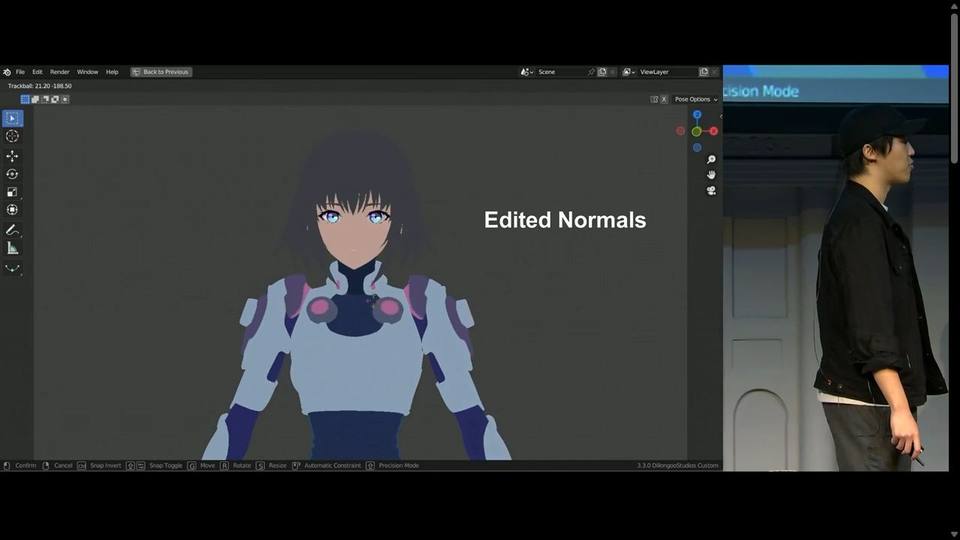 File Edit Render Window Help Back to Previous Scene ViewLayer
Trackball: 21.20 -188.50
Pose Options
cision Mode
Edited Normals
Confirm Cancel Snap Invert Snap Toggle G Move R Rotate S Resize Automatic Constraint Precision Mode 3.3.0 DillongooStudios Custom